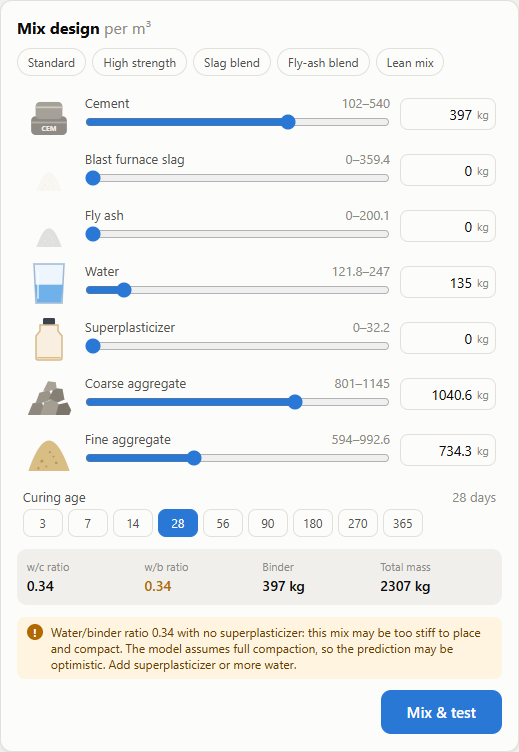 Mix design per m³
Standard
High strength
Slag blend
Fly-ash blend
Lean mix
Cement 102–540
CEM
397 kg
Blast furnace slag 0–359.4
0 kg
Fly ash 0–200.1
0 kg
Water 121.8–247
135 kg
Superplasticizer 0–32.2
0 kg
Coarse aggregate 801–1145
1040.6 kg
Fine aggregate 594–992.6
734.3 kg
Curing age 28 days
3 7 14 28 56 90 180 270 365
w/c ratio w/b ratio Binder Total mass
0.34 0.34 397 kg 2307 kg
! Water/binder ratio 0.34 with no superplasticizer: this mix may be too stiff to place
and compact. The model assumes full compaction, so the prediction may be
optimistic. Add superplasticizer or more water.
Mix & test